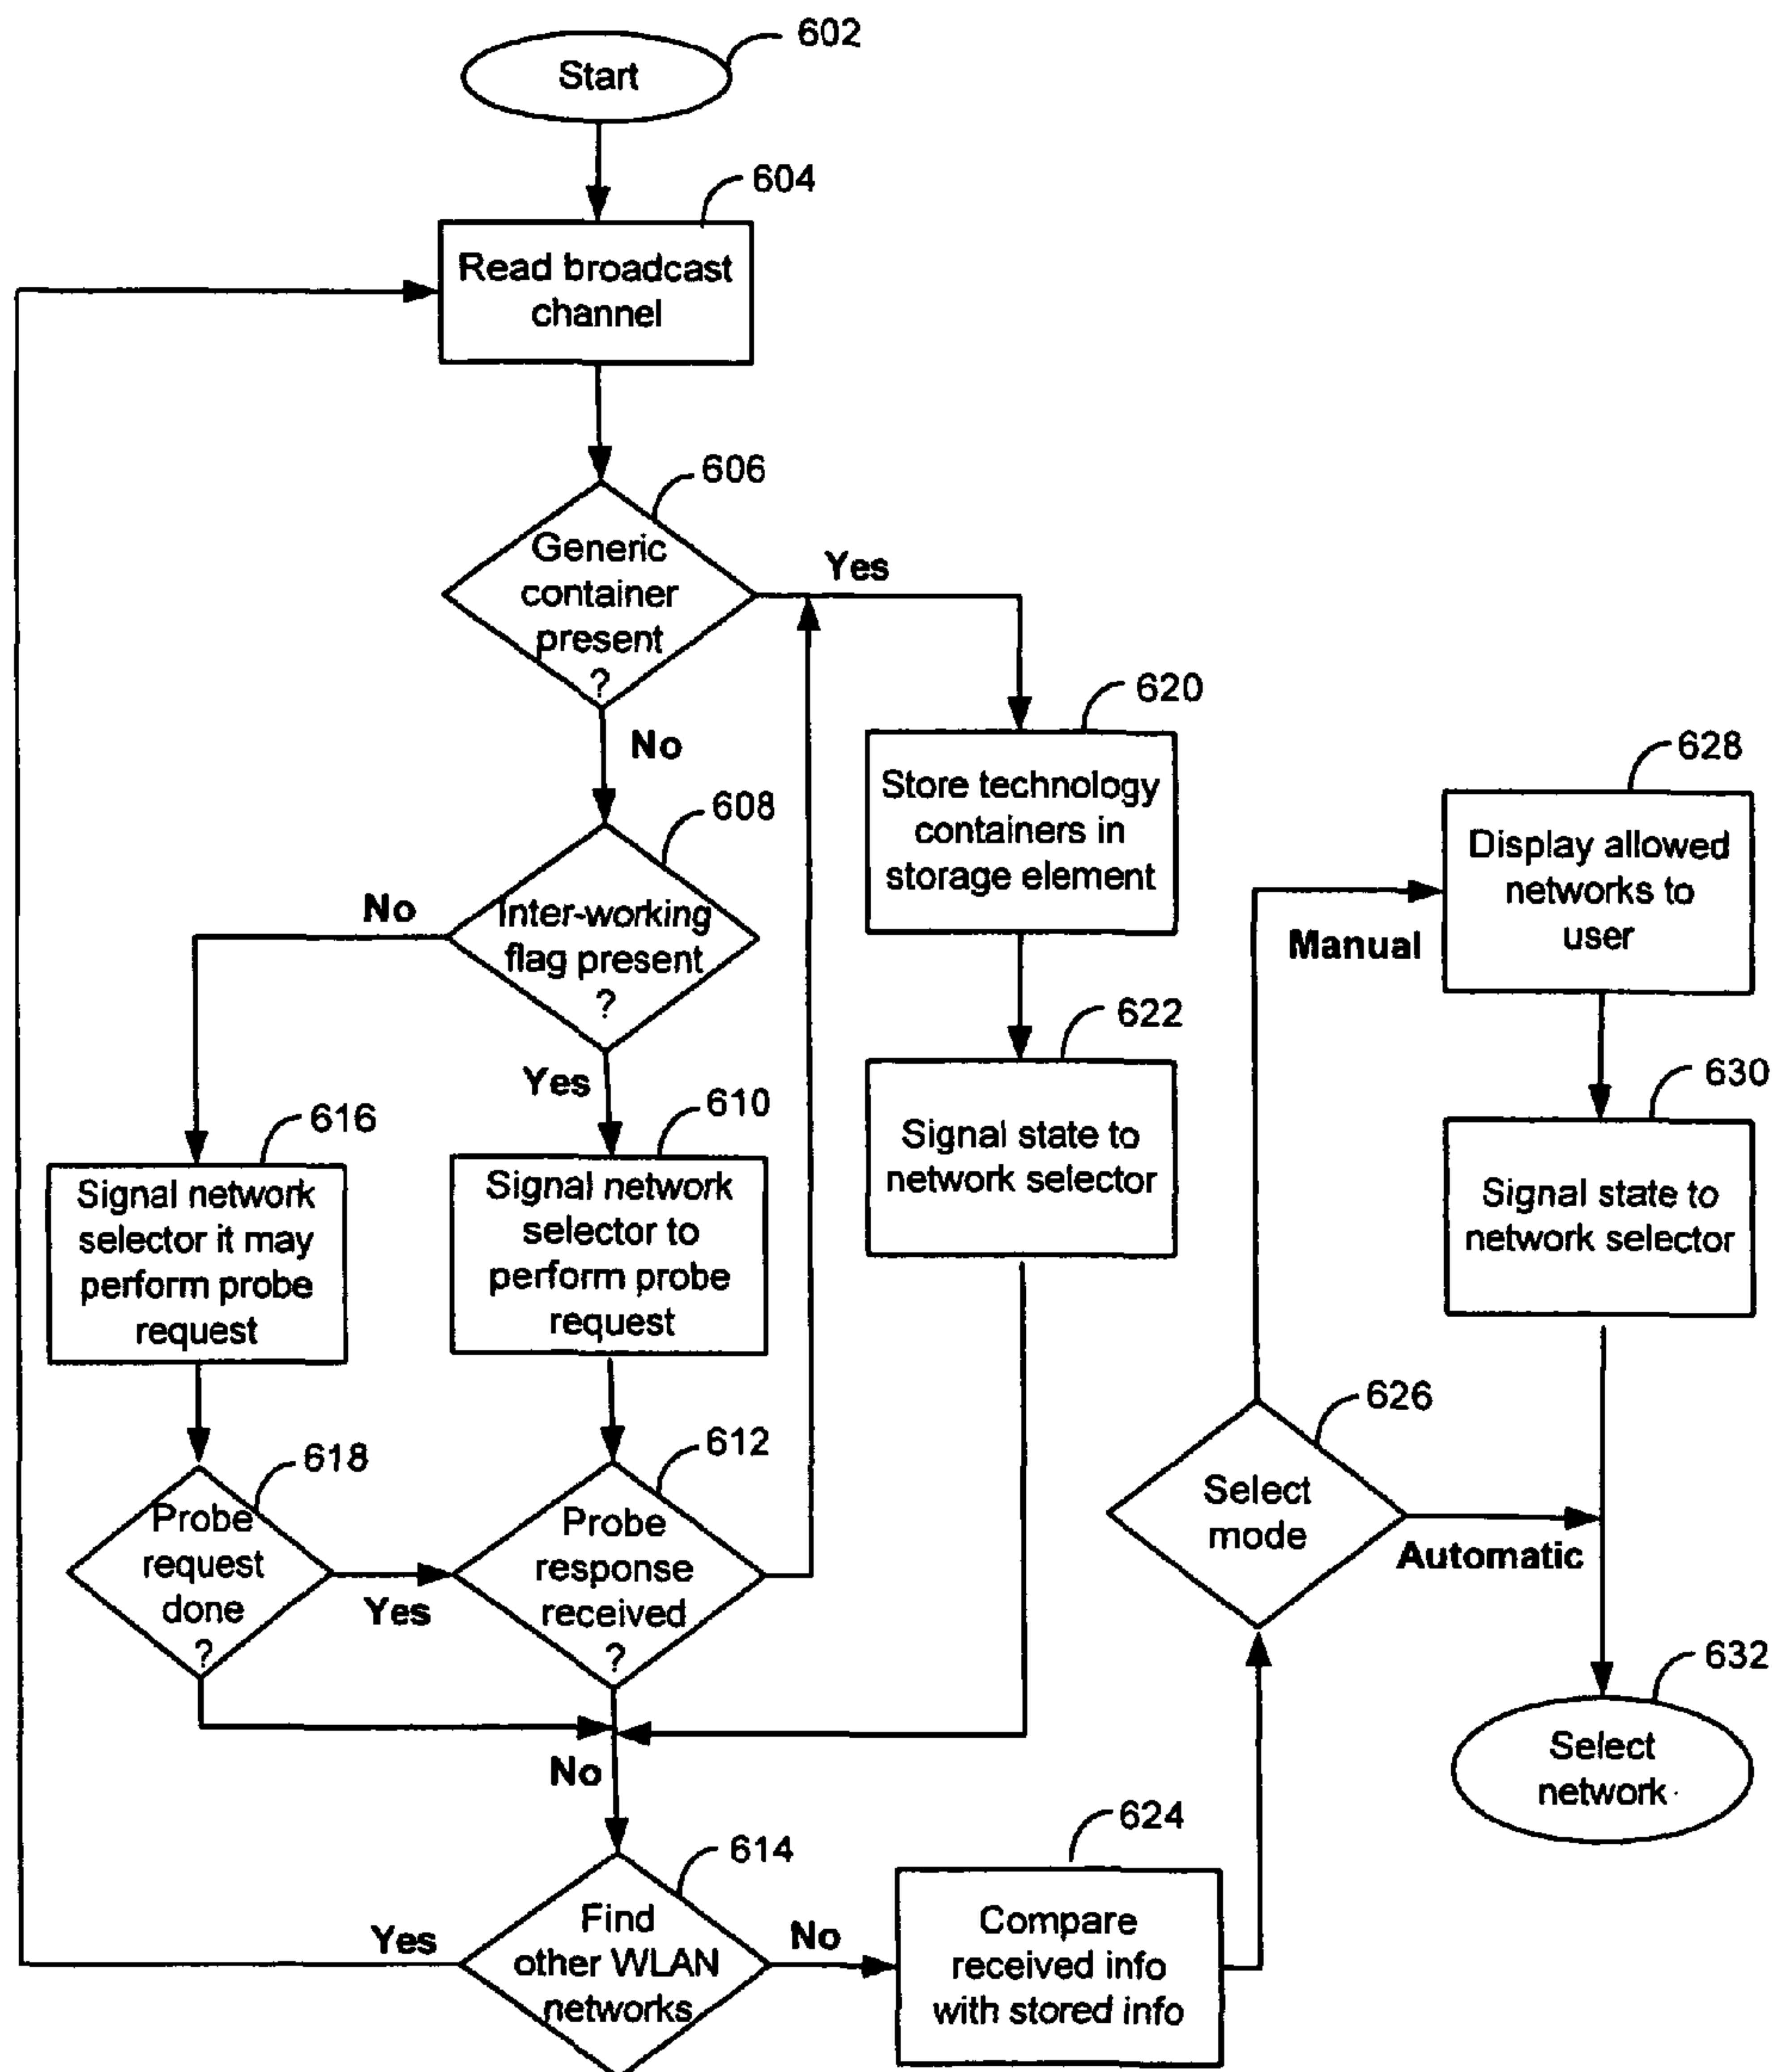 602
Start
604
Read broadcast
channel
606
Generic
container
present
?
Yes
No
620
Store technology
containers in
storage element
628
Display allowed
networks to
user
608
Inter-working
flag present
?
No
Yes
Manual
622
Signal state to
network selector
630
Signal state to
network selector
616
Signal network
selector it may
perform probe
request
610
Signal network
selector to
perform probe
request
626
Select
mode
Automatic
618
Probe
request
done
?
Yes
612
Probe
response
received
?
No
632
Select
network
614
Find
other WLAN
networks
Yes
No
624
Compare
received info
with stored info